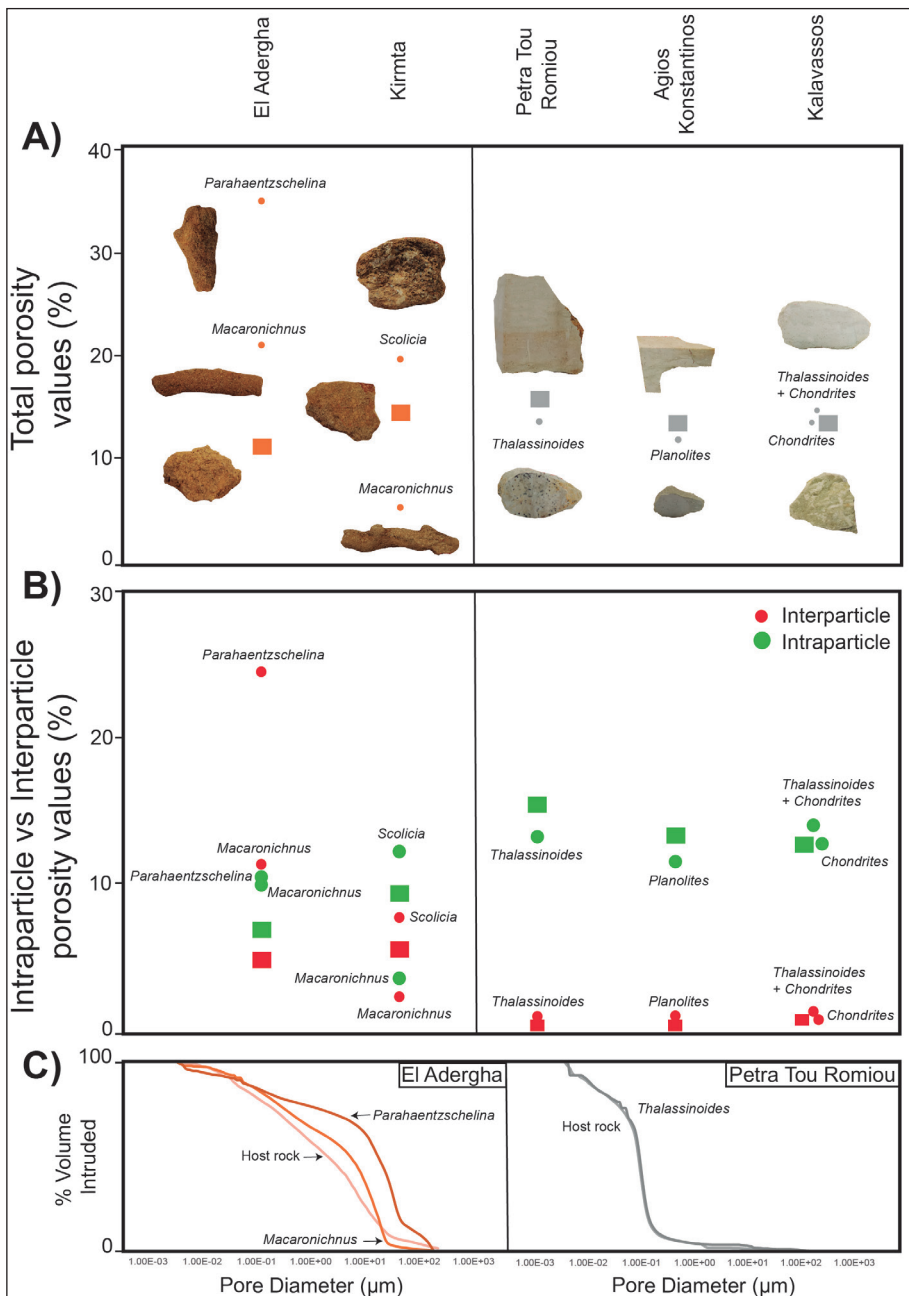 El Adergha
Kirmta
Petra Tou
Romiou
Agios
Konstantinos
Kalavassos
A)
Total porosity
values (%)
40
30
20
10
0
Parahaentzschelina
Macaronichnus
Scolicia
Macaronichnus
Thalassinoides
Planolites
Thalassinoides
+ Chondrites
Chondrites
B)
Intraparticle vs Interparticle
porosity values (%)
30
20
10
0
Interparticle
Intraparticle
Parahaentzschelina
Macaronichnus
Parahaentzschelina
Macaronichnus
Scolicia
Scolicia
Macaronichnus
Macaronichnus
Thalassinoides
Thalassinoides
Planolites
Planolites
Thalassinoides
+ Chondrites
Chondrites
Thalassinoides
+ Chondrites
Chondrites
C)
% Volume
Intruded
100
0
El Adergha
Parahaentzschelina
Host rock
Macaronichnus
1.00E-03 1.00E-02 1.00E-01 1.00E+00 1.00E+01 1.00E+02 1.00E+03
Pore Diameter (µm)
Petra Tou Romiou
Thalassinoides
Host rock
1.00E-03 1.00E-02 1.00E-01 1.00E+00 1.00E+01 1.00E+02 1.00E+03
Pore Diameter (µm)